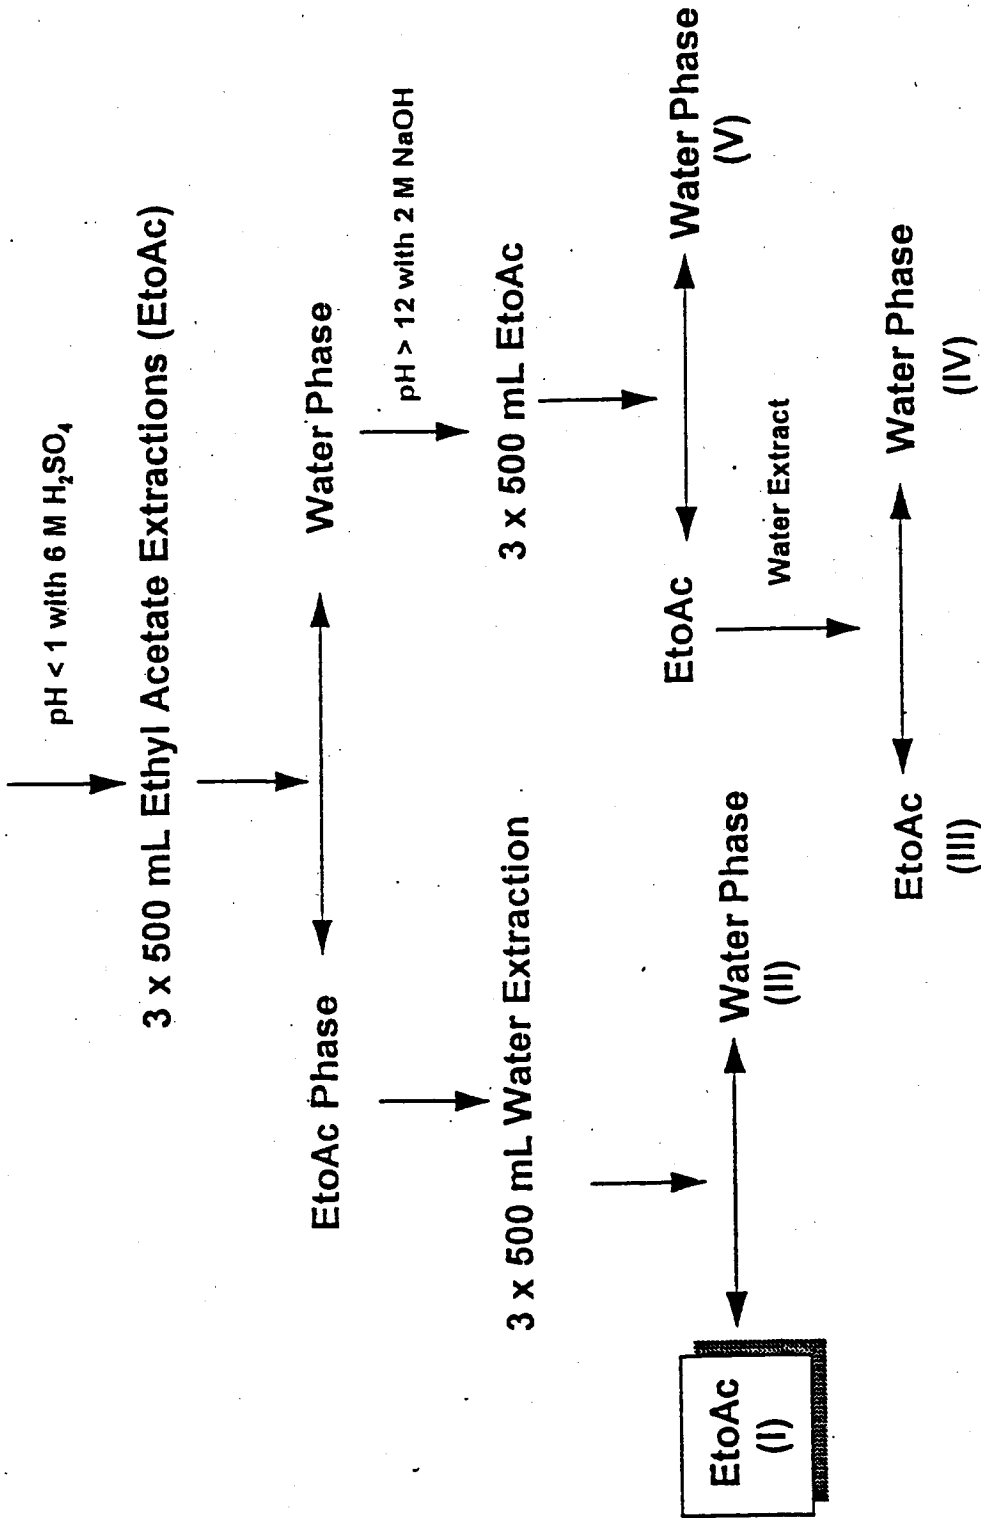 pH < 1 with 6 M H₂SO₄
3 x 500 mL Ethyl Acetate Extractions (EtoAc)
EtoAc Phase
Water Phase
pH > 12 with 2 M NaOH
3 x 500 mL Water Extraction
3 x 500 mL EtoAc
EtoAc
(I)
Water Phase
(II)
EtoAc
Water Phase
(V)
Water Extract
EtoAc
(III)
Water Phase
(IV)